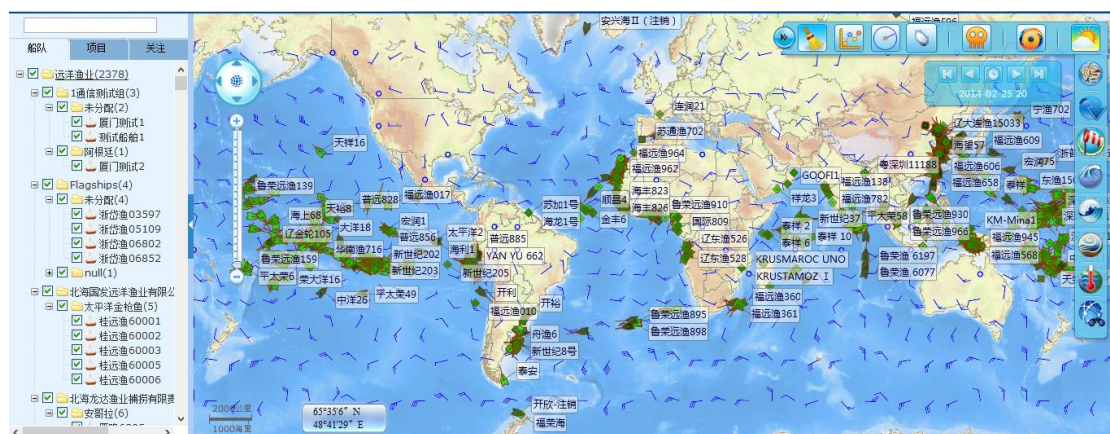 船队 项目 关注
远洋渔业(2378)
1通信测试组(3)
未分配(2)
厦门测试1
测试船舶1
阿根廷(1)
厦门测试2
Flagships(4)
未分配(4)
浙岱渔03597
浙岱渔05109
浙岱渔06802
浙岱渔06852
null(1)
北海国发远洋渔业有限公
太平洋金枪鱼(5)
桂远渔60001
桂远渔60002
桂远渔60003
桂远渔60005
桂远渔60006
北海龙达渔业捕捞有限责
安哥拉(6)
安兴海Ⅱ（注销）
2014-02-25 20
连润21
宁渔702
辽大连渔15033
苏通渔702
天祥16
海望57
福远渔609
福远渔964
粤深圳11188
福远渔606
宏润75
福远渔962
GOOFI1
福远渔138
福远渔658
泰祥
鲁荣远渔139
普远828
福远渔017
海丰823
祥龙3
福远渔782
天裕8
苏加1号
顺昌4
海丰826
鲁荣远渔910
海上68
宏润1
海龙1号
金丰6
国际809
泰祥 2
新世纪37
平太荣58
鲁荣远渔930
KM-Mina1
辽金轮105
大洋18
普远856
太平洋2
普远885
辽东渔526
泰祥 6
泰祥 10
鲁荣远渔966
福远渔945
华南渔716
新世纪202
海利1
YAN YU 662
辽东渔528
KRUSMAROC UNO
鲁荣渔 6197
福远渔568
鲁荣远渔159
新世纪203
新世纪205
KRUSTAMOZ I
鲁荣渔 6077
平太荣6
荣大洋16
中洋26
平太荣49
开利
开裕
福远渔010
福远渔360
福远渔361
舟渔6
鲁荣远渔895
鲁荣远渔898
新世纪8号
泰安
开欣-注销
福荣海
2000公里
1000海里
65°35'6" N
48°41'29" E